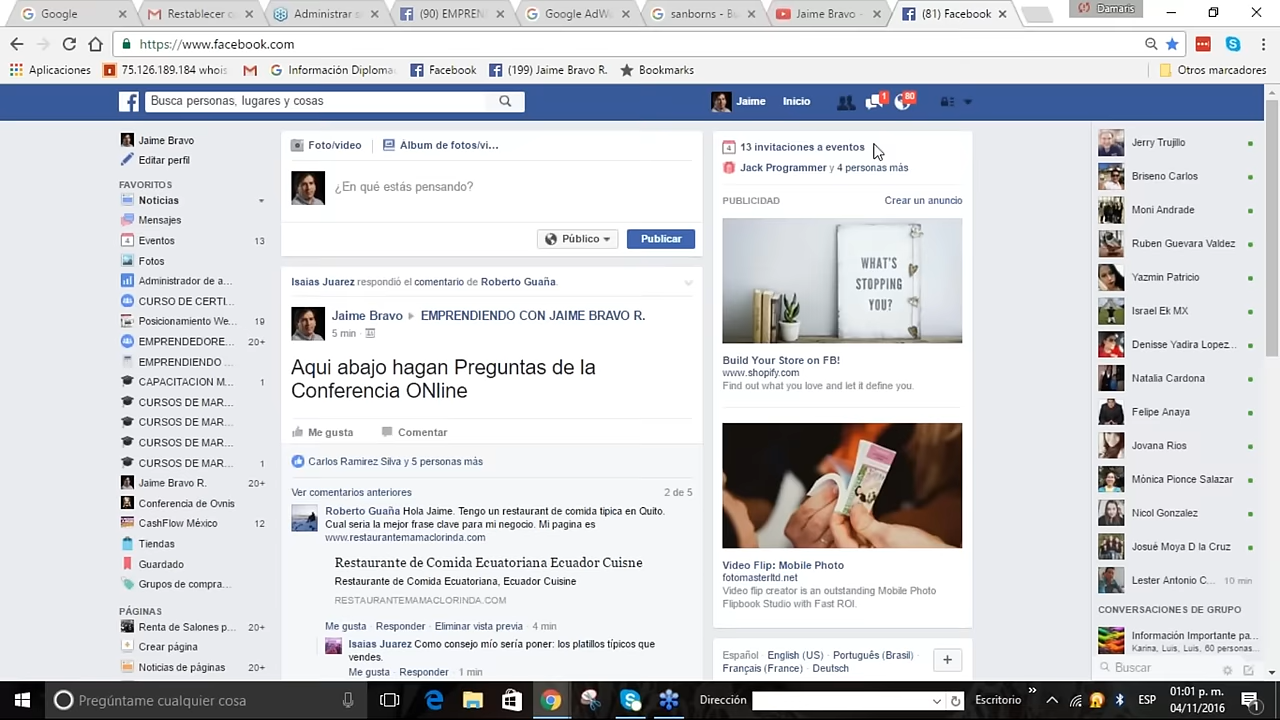 Google
Restablecer c
Administrar se
(90) EMPREN
Google AdWo
sanborns - Bu
Jaime Bravo -
(81) Facebook
Damaris
https://www.facebook.com
Aplicaciones
75.126.189.184 whois
Información Diplomad
Facebook
(199) Jaime Bravo R.
Bookmarks
Otros marcadores
Busca personas, lugares y cosas
Jaime
Inicio
1
80
Jaime Bravo
Editar perfil
FAVORITOS
Noticias
Mensajes
Eventos 13
Fotos
Administrador de a...
CURSO DE CERTI...
Posicionamiento We... 19
EMPRENDEDORE... 20+
EMPRENDIENDO ...
CAPACITACION M... 1
CURSOS DE MAR...
CURSOS DE MAR...
CURSOS DE MAR...
CURSOS DE MAR... 1
Jaime Bravo R. 20+
Conferencia de Ovnis
CashFlow México 12
Tiendas
Guardado
Grupos de compra...
PÁGINAS
Renta de Salones p... 20+
Crear página
Noticias de páginas 20+
Foto/video
Álbum de fotos/vi...
¿En qué estás pensando?
Público
Publicar
Isaias Juarez respondió el comentario de Roberto Guaña.
Jaime Bravo ▸ EMPRENDIENDO CON JAIME BRAVO R.
5 min
Aqui abajo hagan Preguntas de la
Conferencia ONline
Me gusta
Comentar
Carlos Ramirez Silva y 5 personas más
Ver comentarios anteriores 2 de 5
Roberto Guaña Hola Jaime. Tengo un restaurant de comida tipica en Quito.
Cual seria la mejor frase clave para mi negocio. Mi pagina es
www.restaurantemamaclorinda.com
Restaurante de Comida Ecuatoriana Ecuador Cuisne
Restaurante de Comida Ecuatoriana, Ecuador Cuisine
RESTAURANTEMAMACLORINDA.COM
Me gusta · Responder · Eliminar vista previa · 4 min
Isaias Juarez Como consejo mío sería poner: los platillos típicos que
vendes.
Me gusta · Responder · 1 min
4
13 invitaciones a eventos
Jack Programmer y 4 personas más
PUBLICIDAD
Crear un anuncio
WHAT'S
STOPPING
YOU?
Build Your Store on FB!
www.shopify.com
Find out what you love and let it define you.
Video Flip: Mobile Photo
fotomasterltd.net
Video flip creator is an outstanding Mobile Photo
Flipbook Studio with Fast ROI.
Español · English (US) · Português (Brasil) ·
Français (France) · Deutsch
Jerry Trujillo
Briseno Carlos
Moni Andrade
Ruben Guevara Valdez
Yazmin Patricio
Israel Ek MX
Denisse Yadira Lopez...
Natalia Cardona
Felipe Anaya
Jovana Rios
Mónica Pionce Salazar
Nicol Gonzalez
Josué Moya D la Cruz
Lester Antonio C... 10 min
CONVERSACIONES DE GRUPO
Información Importante pa...
Karina, Luis, Luis, 60 personas...
Buscar
Pregúntame cualquier cosa
Dirección
Escritorio
ESP
01:01 p. m.
04/11/2016
1